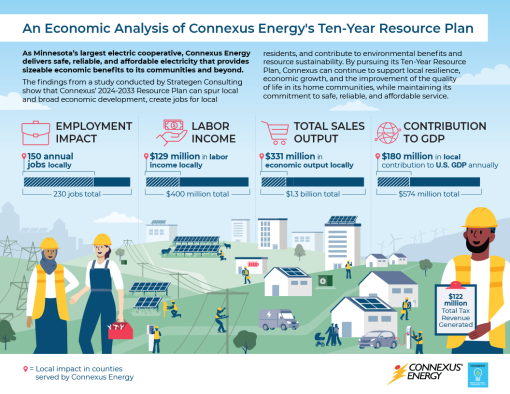 An Economic Analysis of Connexus Energy's Ten-Year Resource Plan
As Minnesota's largest electric cooperative, Connexus Energy
delivers safe, reliable, and affordable electricity that provides
sizeable economic benefits to its communities and beyond.
The findings from a study conducted by Strategen Consulting
show that Connexus' 2024-2033 Resource Plan can spur local
and broad economic development, create jobs for local
residents, and contribute to environmental benefits and
resource sustainability. By pursuing its Ten-Year Resource
Plan, Connexus can continue to support local resilience,
economic growth, and the improvement of the quality
of life in its home communities, while maintaining its
commitment to safe, reliable, and affordable service.
EMPLOYMENT
IMPACT
150 annual
jobs locally
230 jobs total
LABOR
INCOME
$129 million in labor
income locally
$400 million total
TOTAL SALES
OUTPUT
$331 million in
economic output locally
$1.3 billion total
CONTRIBUTION
TO GDP
$180 million in local
contribution to U.S. GDP annually
$574 million total
$122
million
Total Tax
Revenue
Generated
= Local impact in counties
served by Connexus Energy
CONNEXUS®
ENERGY